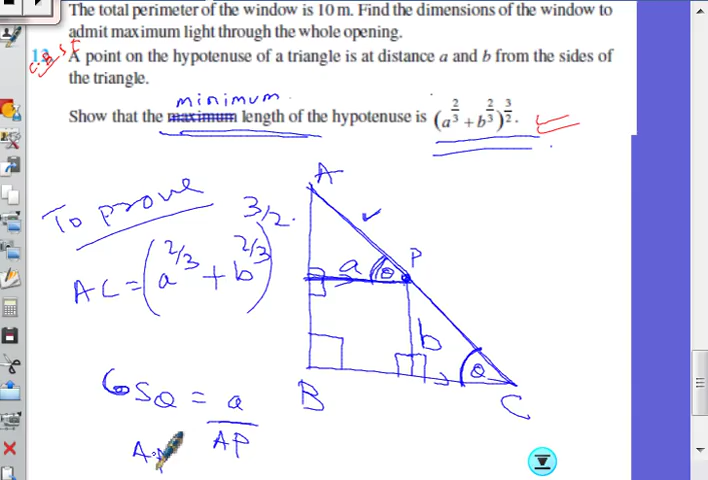 The total perimeter of the window is 10 m. Find the dimensions of the window to
admit maximum light through the whole opening.
C.B.S.E
13. A point on the hypotenuse of a triangle is at distance a and b from the sides of
the triangle.
minimum.
Show that the maximum length of the hypotenuse is (a^{2/3} + b^{2/3})^{3/2}.
To prove
AC = (a^{2/3} + b^{2/3})^{3/2}.
A
P
a
θ
b
θ
B
C
Cosθ = a/AP
AP